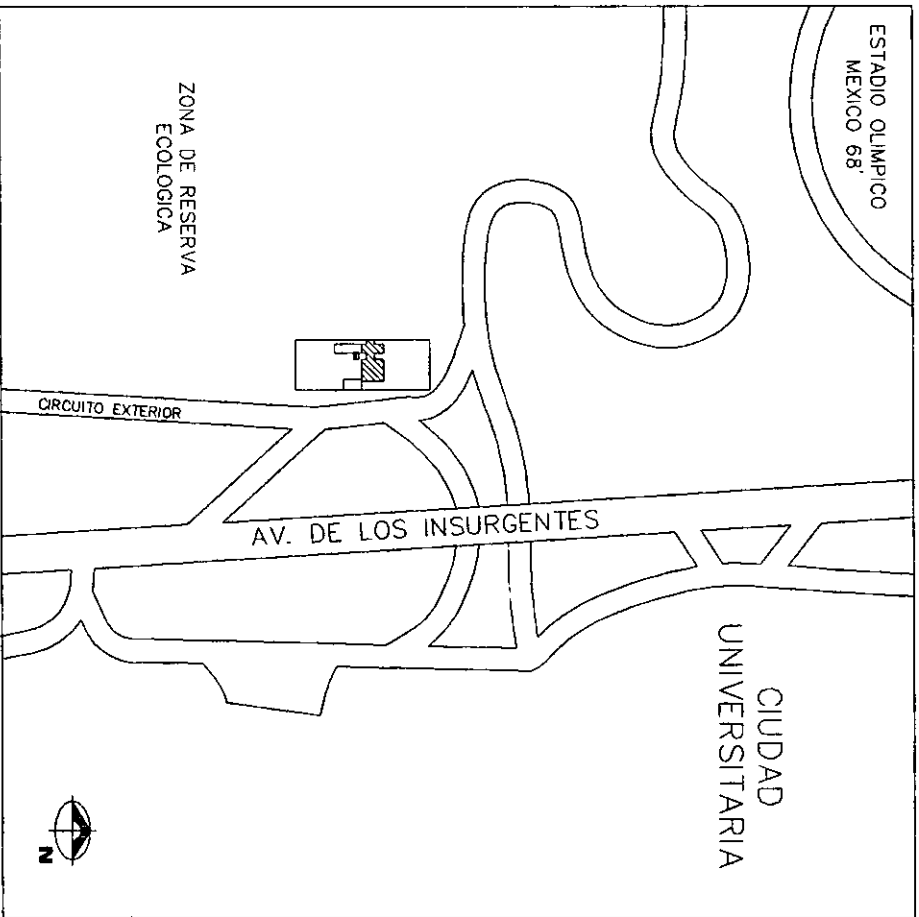 ESTADIO OLIMPICO
MEXICO 68'
ZONA DE RESERVA
ECOLOGICA
CIRCUITO EXTERIOR
AV. DE LOS INSURGENTES
CIUDAD
UNIVERSITARIA
N